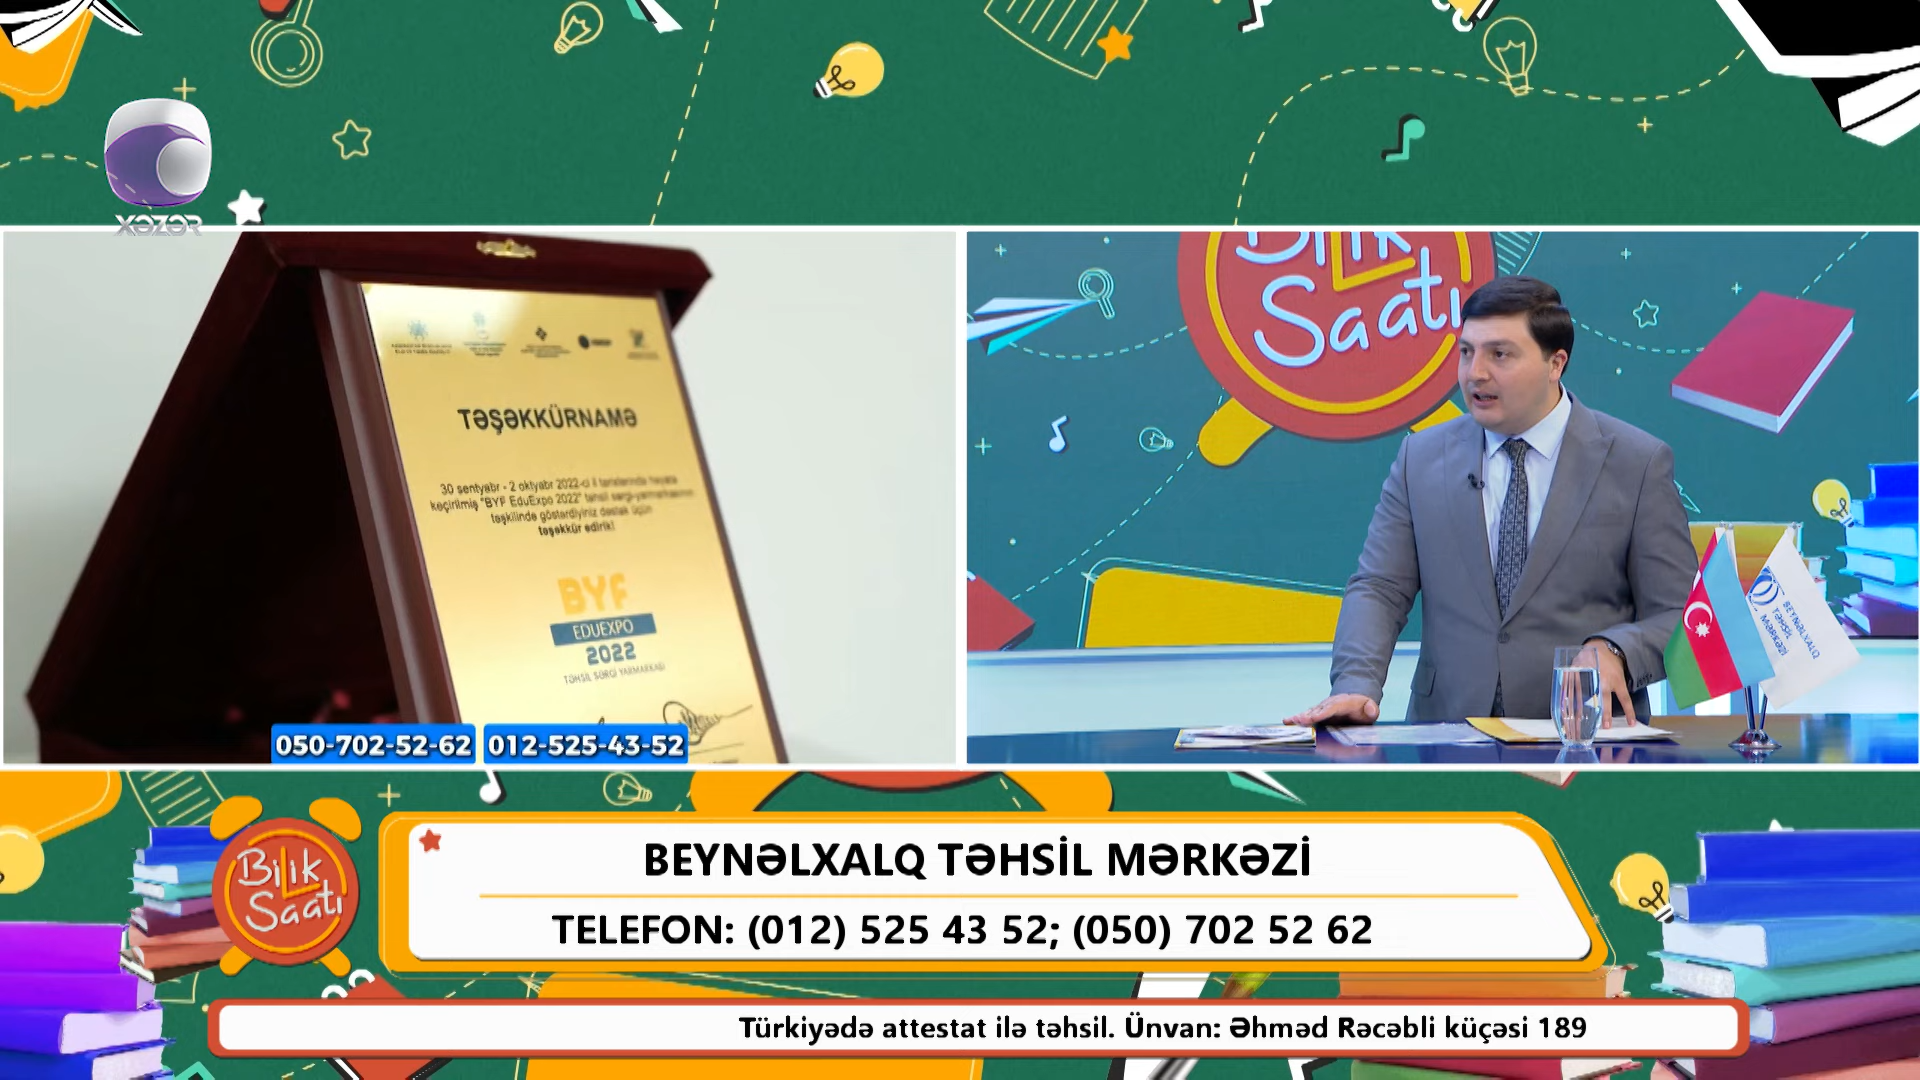 XƏZƏR
TƏŞƏKKÜRNAMƏ
30 sentyabr - 2 oktyabr 2022-ci il tarixlərində həyata
keçirilmiş "BYF EduExpo 2022" təhsil sərgi-yarmarkasının
təşkilində göstərdiyiniz dəstək üçün
təşəkkür edirik!
BYF
EDUEXPO
2022
TƏHSİL SƏRGİ YARMARKASI
050-702-52-62 012-525-43-52
Bilik
Saatı
BEYNƏLXALQ
TƏHSİL
MƏRKƏZİ
Bilik
Saatı
BEYNƏLXALQ TƏHSİL MƏRKƏZİ
TELEFON: (012) 525 43 52; (050) 702 52 62
Türkiyədə attestat ilə təhsil. Ünvan: Əhməd Rəcəbli küçəsi 189